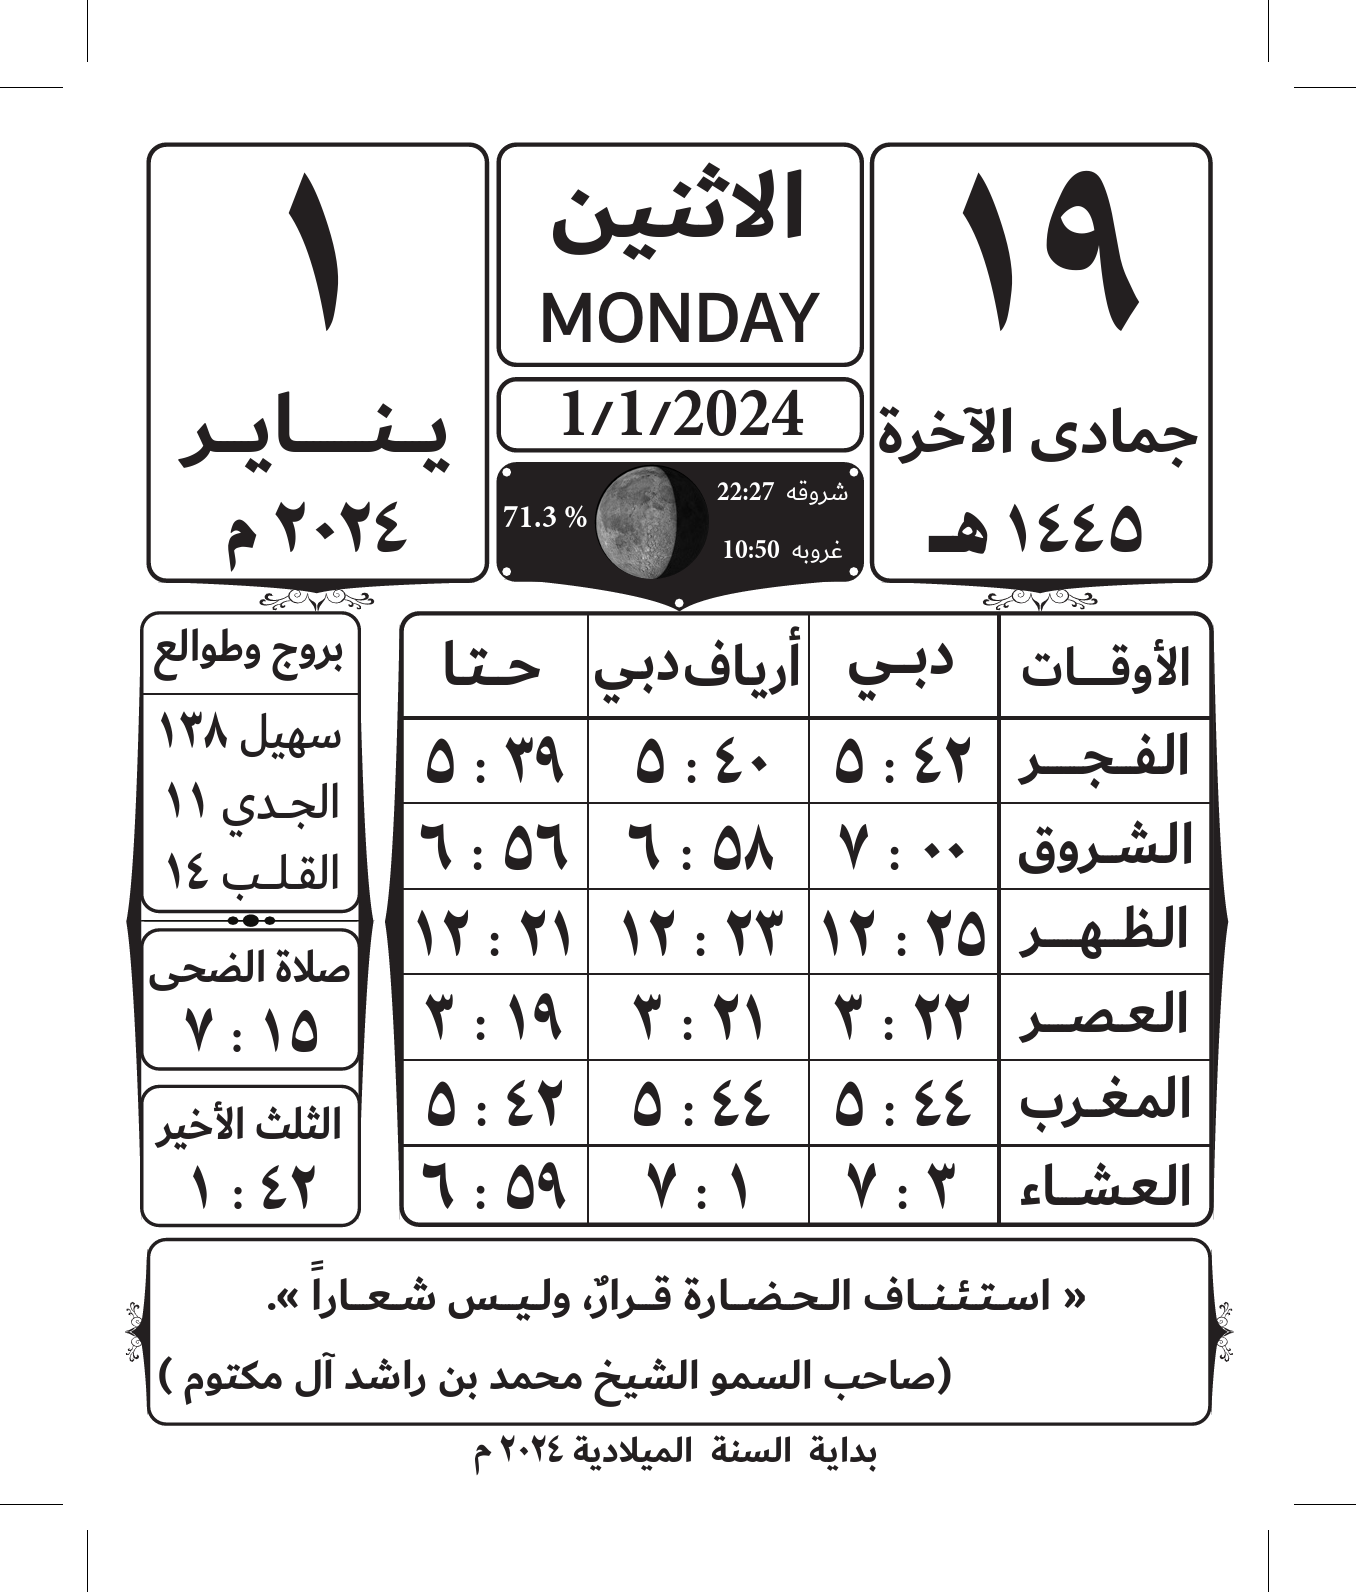 ١٩
جمادى الآخرة
١٤٤٥ هـ
الاثنين
MONDAY
1/1/2024
شروقه 22:27
غروبه 10:50
71.3 %
١
ينـــاير
٢٠٢٤ م
الأوقــات دبـي أرياف دبي حـتـا
الفـجــر ٥ : ٤٢ ٥ : ٤٠ ٥ : ٣٩
الشـروق ٧ : ٠٠ ٦ : ٥٨ ٦ : ٥٦
الظـهــر ١٢ : ٢٥ ١٢ : ٢٣ ١٢ : ٢١
العـصــر ٣ : ٢٢ ٣ : ٢١ ٣ : ١٩
المـغـرب ٥ : ٤٤ ٥ : ٤٤ ٥ : ٤٢
العـشــاء ٧ : ٣ ٧ : ١ ٦ : ٥٩
بروج وطوالع
سهيل ١٣٨
الجـدي ١١
القـلـب ١٤
صلاة الضحى
٧ : ١٥
الثلث الأخير
١ : ٤٢
« استـئـنـاف الـحـضـارة قـرارٌ، ولـيـس شـعـاراً ».
(صاحب السمو الشيخ محمد بن راشد آل مكتوم )
بداية السنة الميلادية ٢٠٢٤ م